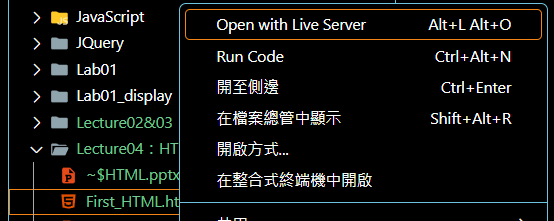 JavaScript
JQuery
Lab01
Lab01_display
Lecture02&03
Lecture04：HT
~$HTML.pptx
First_HTML.ht
Open with Live Server Alt+L Alt+O
Run Code Ctrl+Alt+N
開至側邊 Ctrl+Enter
在檔案總管中顯示 Shift+Alt+R
開啟方式...
在整合式終端機中開啟